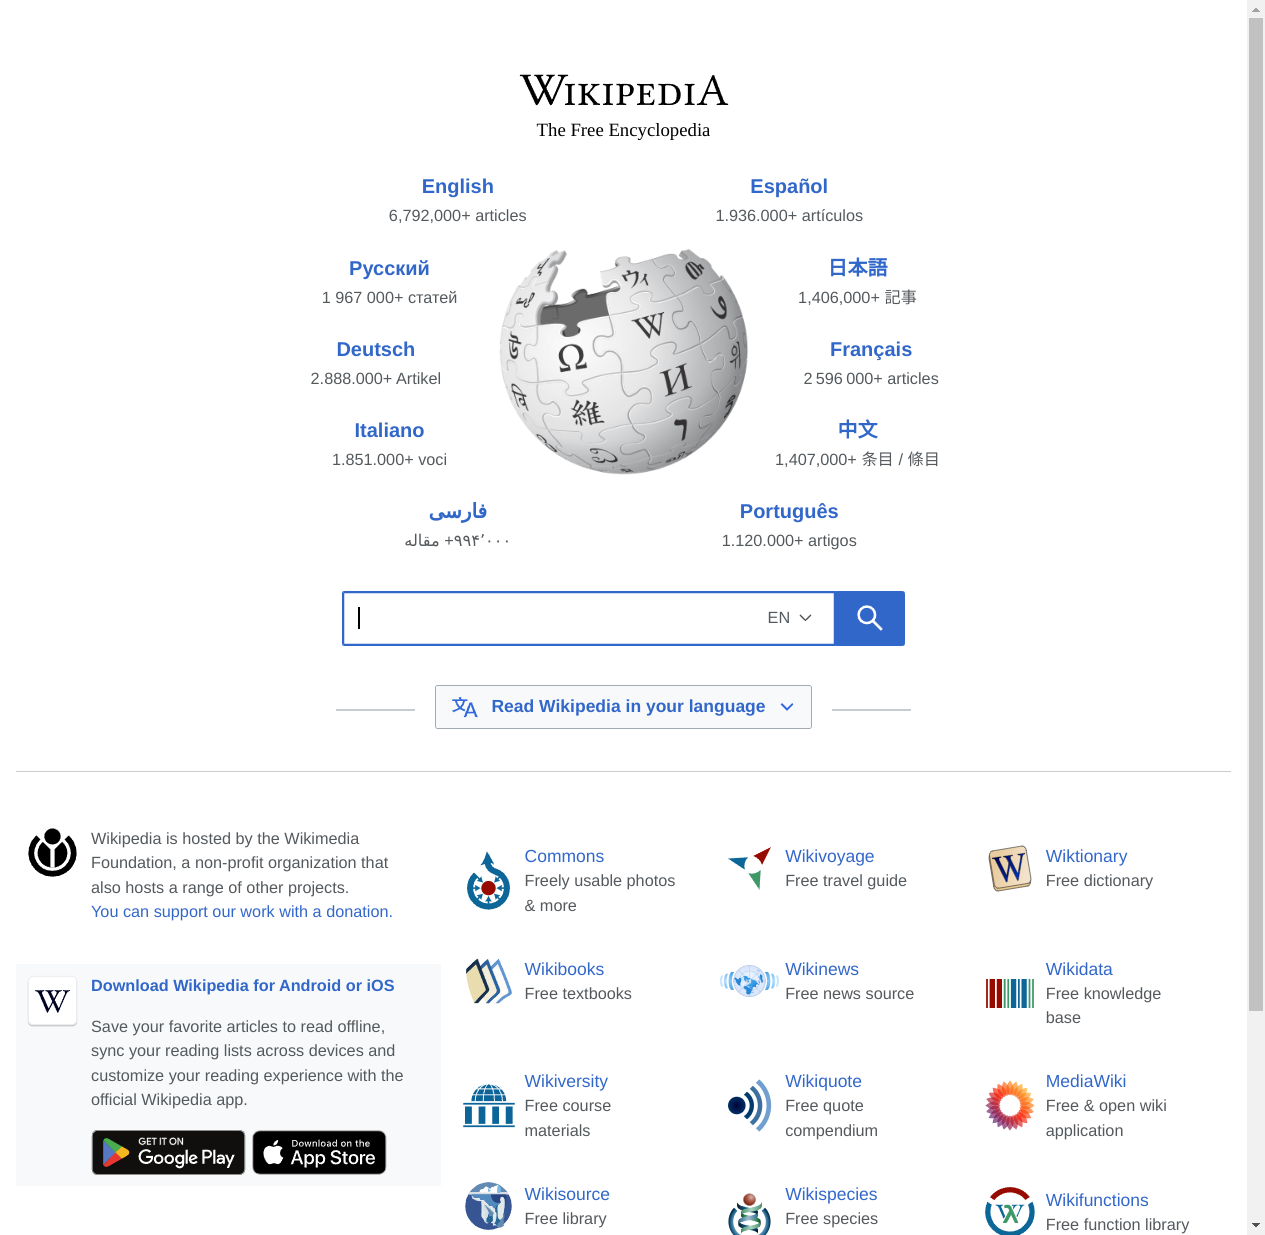 WIKIPEDIA
The Free Encyclopedia
English
6,792,000+ articles
Español
1.936.000+ artículos
Русский
1 967 000+ статей
日本語
1,406,000+ 記事
Deutsch
2.888.000+ Artikel
Français
2 596 000+ articles
Italiano
1.851.000+ voci
中文
1,407,000+ 条目 / 條目
فارسی
۹۹۴٬۰۰۰+ مقاله
Português
1.120.000+ artigos
Ω
W
И
維
ウィ
EN
Read Wikipedia in your language
Wikipedia is hosted by the Wikimedia
Foundation, a non-profit organization that
also hosts a range of other projects.
You can support our work with a donation.
W
Download Wikipedia for Android or iOS
Save your favorite articles to read offline,
sync your reading lists across devices and
customize your reading experience with the
official Wikipedia app.
GET IT ON
Google Play
Download on the
App Store
Commons
Freely usable photos
& more
Wikivoyage
Free travel guide
W
Wiktionary
Free dictionary
Wikibooks
Free textbooks
Wikinews
Free news source
Wikidata
Free knowledge
base
Wikiversity
Free course
materials
Wikiquote
Free quote
compendium
MediaWiki
Free & open wiki
application
Wikisource
Free library
Wikispecies
Free species
Wikifunctions
Free function library